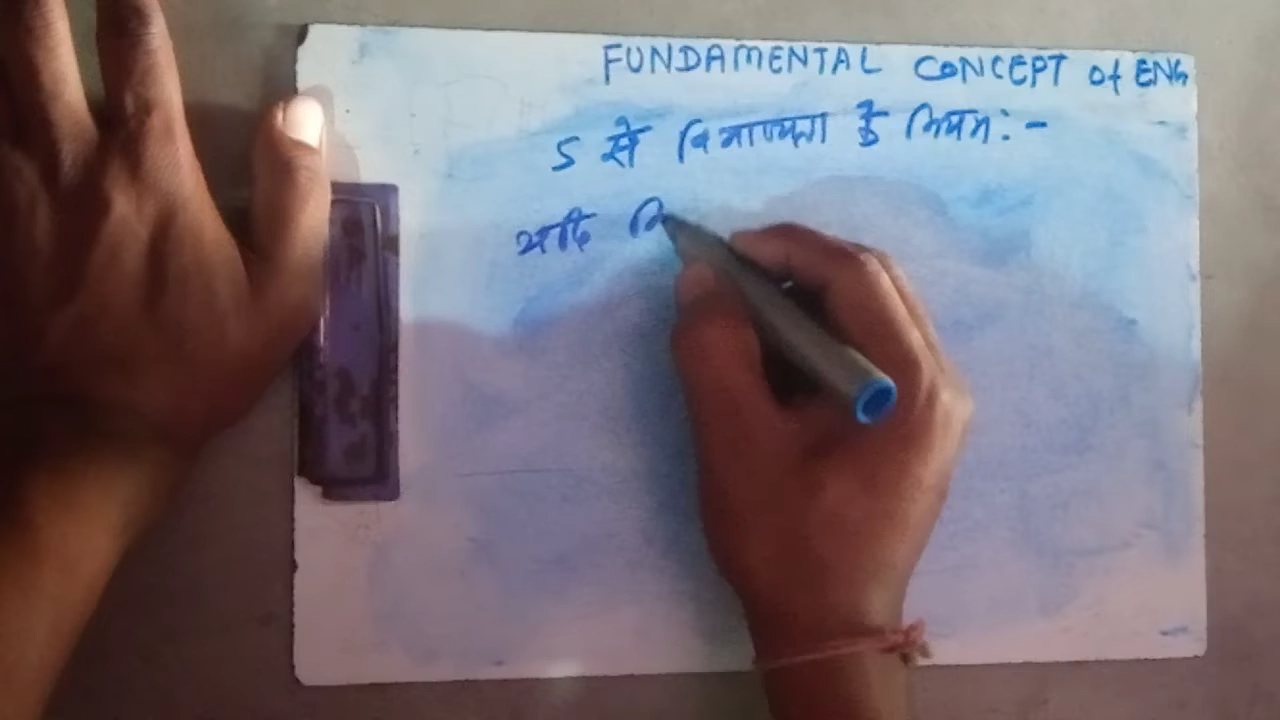 FUNDAMENTAL CONCEPT Of ENG
5 से विभाज्यता के नियम:-
यदि कि